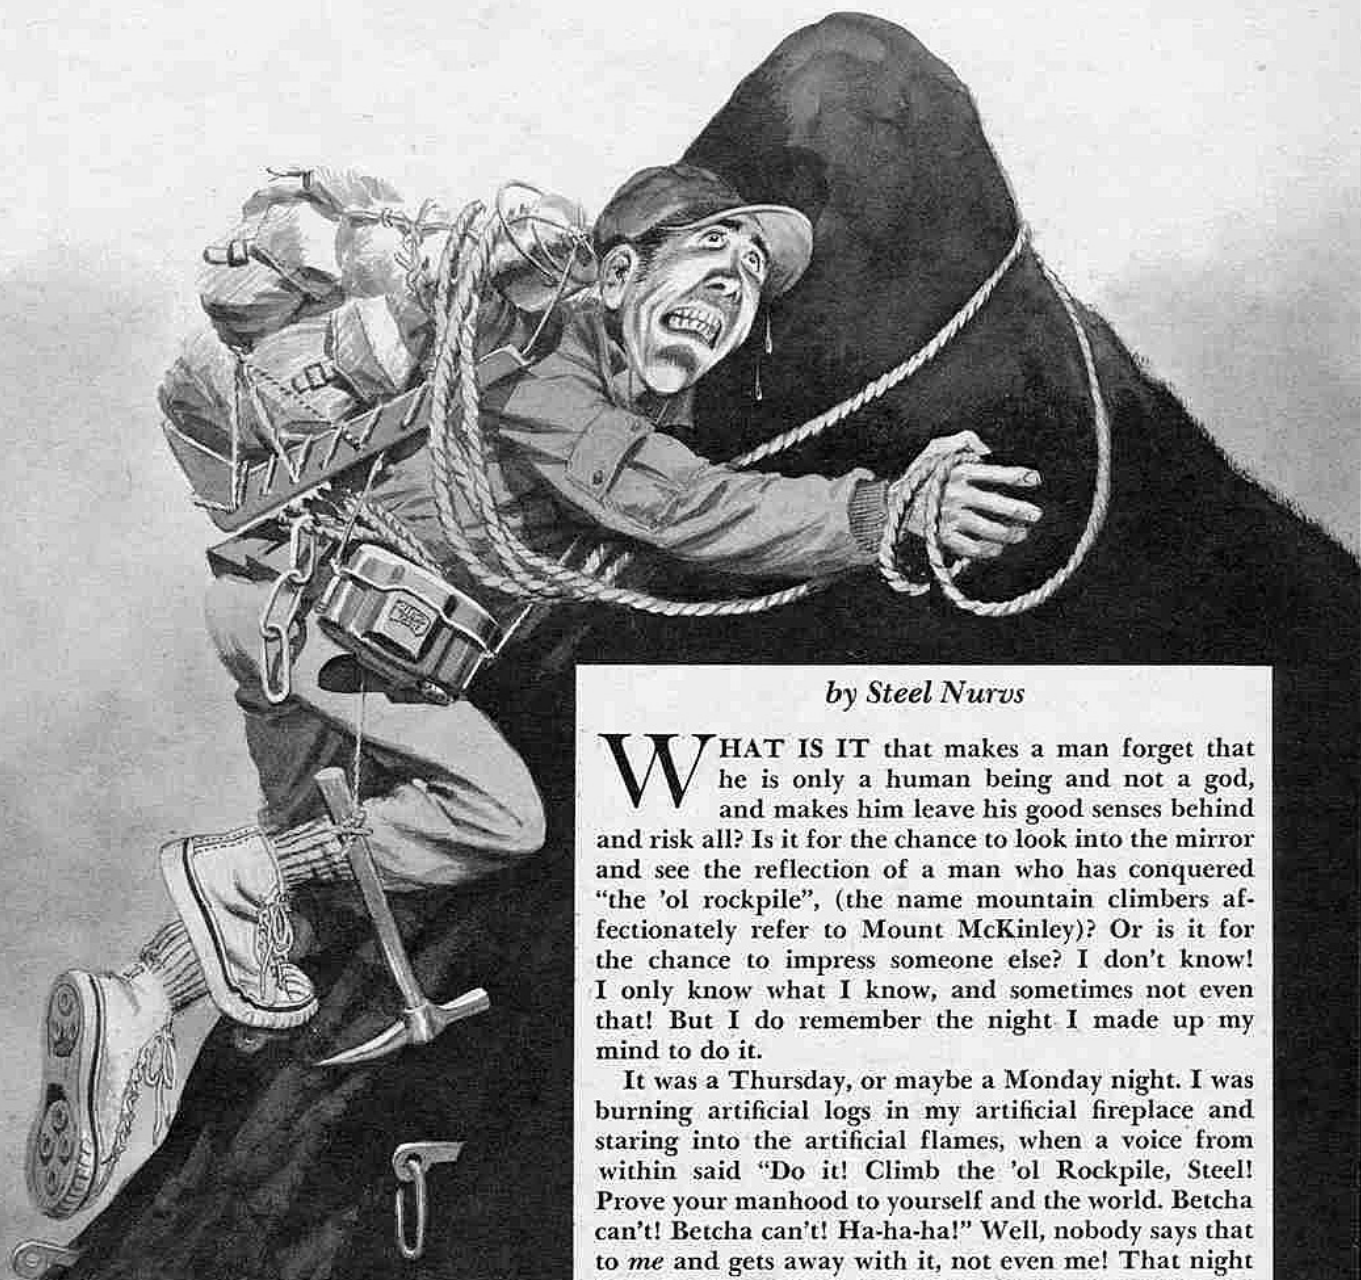 by Steel Nurvs
WHAT IS IT that makes a man forget that
he is only a human being and not a god,
and makes him leave his good senses behind
and risk all? Is it for the chance to look into the mirror
and see the reflection of a man who has conquered
“the 'ol rockpile”, (the name mountain climbers af-
fectionately refer to Mount McKinley)? Or is it for
the chance to impress someone else? I don't know!
I only know what I know, and sometimes not even
that! But I do remember the night I made up my
mind to do it.
It was a Thursday, or maybe a Monday night. I was
burning artificial logs in my artificial fireplace and
staring into the artificial flames, when a voice from
within said “Do it! Climb the 'ol Rockpile, Steel!
Prove your manhood to yourself and the world. Betcha
can't! Betcha can't! Ha-ha-ha!” Well, nobody says that
to me and gets away with it, not even me! That night